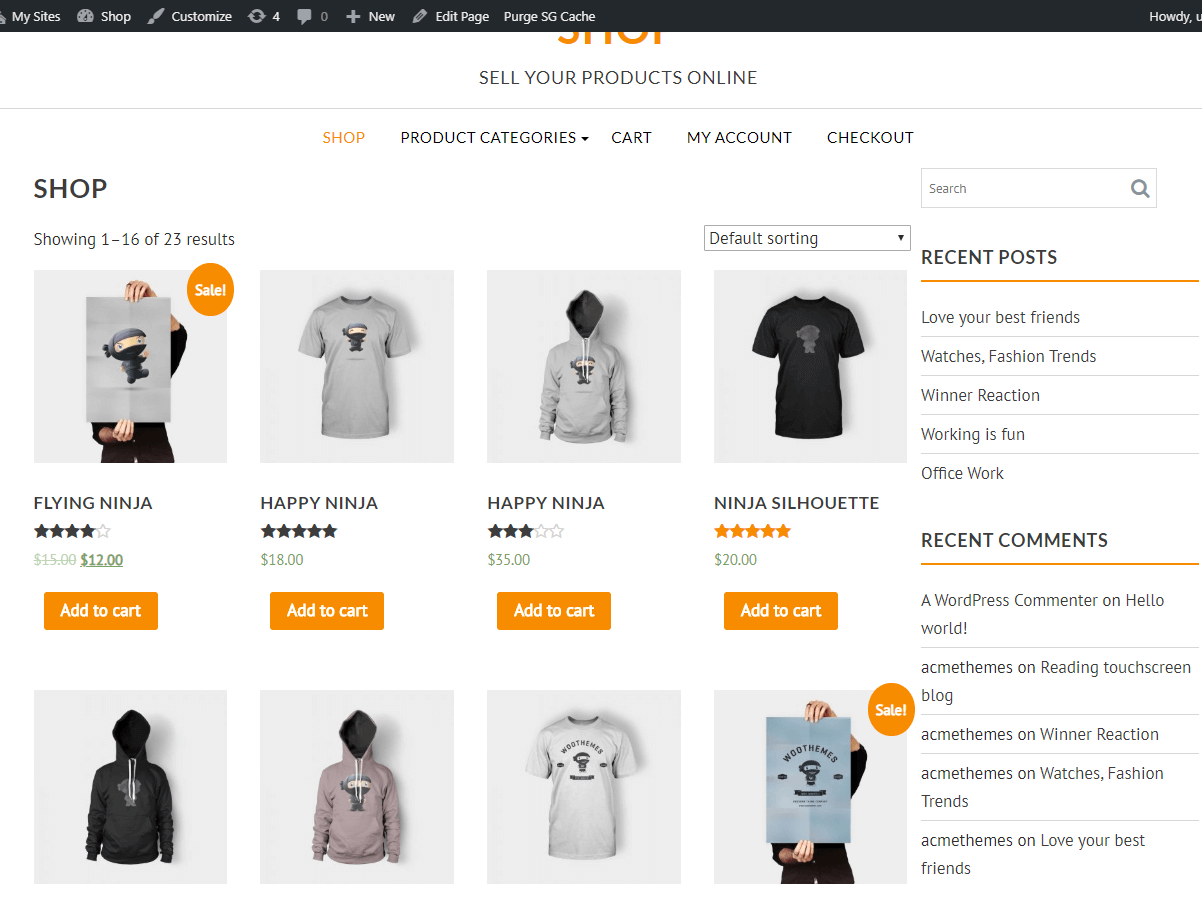 My Sites Shop Customize 4 0 New Edit Page Purge SG Cache Howdy, u
SHOP
SELL YOUR PRODUCTS ONLINE
SHOP PRODUCT CATEGORIES CART MY ACCOUNT CHECKOUT
SHOP
Showing 1–16 of 23 results
Default sorting
Sale!
FLYING NINJA
$15.00 $12.00
Add to cart
HAPPY NINJA
$18.00
Add to cart
HAPPY NINJA
$35.00
Add to cart
NINJA SILHOUETTE
$20.00
Add to cart
WOOTHEMES
Sale!
WOOTHEMES
Search
RECENT POSTS
Love your best friends
Watches, Fashion Trends
Winner Reaction
Working is fun
Office Work
RECENT COMMENTS
A WordPress Commenter on Hello
world!
acmethemes on Reading touchscreen
blog
acmethemes on Winner Reaction
acmethemes on Watches, Fashion
Trends
acmethemes on Love your best
friends